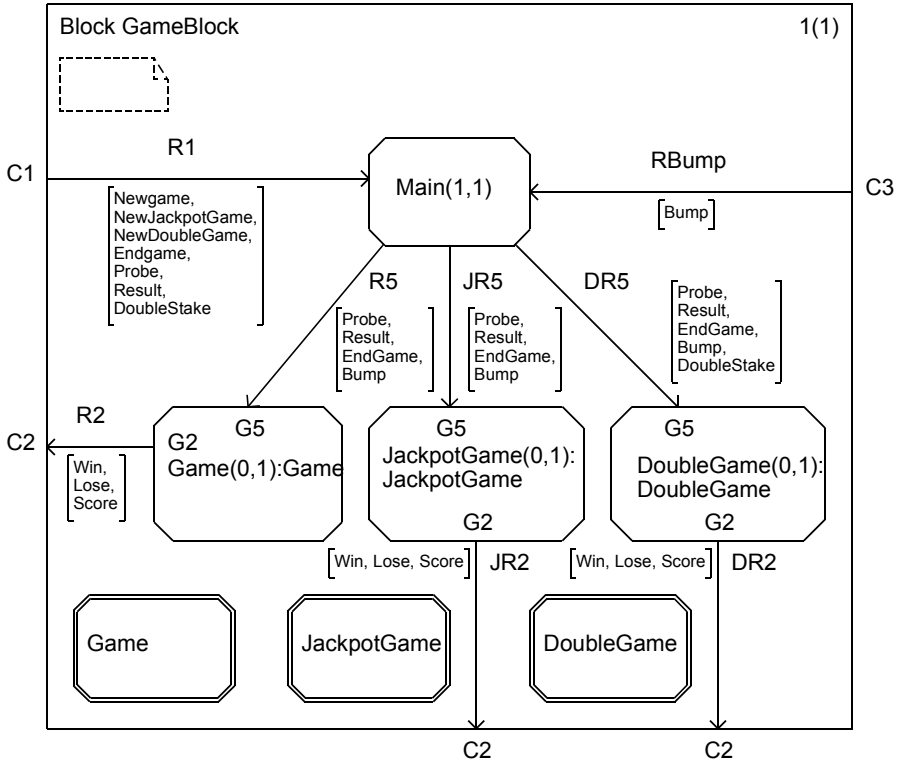 Block GameBlock
1(1)
R1
C1
Main(1,1)
RBump
C3
[Bump]
Newgame,
NewJackpotGame,
NewDoubleGame,
Endgame,
Probe,
Result,
DoubleStake
R5
JR5
DR5
Probe,
Result,
EndGame,
Bump
Probe,
Result,
EndGame,
Bump
Probe,
Result,
EndGame,
Bump,
DoubleStake
R2
C2
Win,
Lose,
Score
G5
G2
Game(0,1):Game
G5
JackpotGame(0,1):
JackpotGame
G2
G5
DoubleGame(0,1):
DoubleGame
G2
[Win, Lose, Score]
JR2
[Win, Lose, Score]
DR2
Game
JackpotGame
DoubleGame
C2
C2